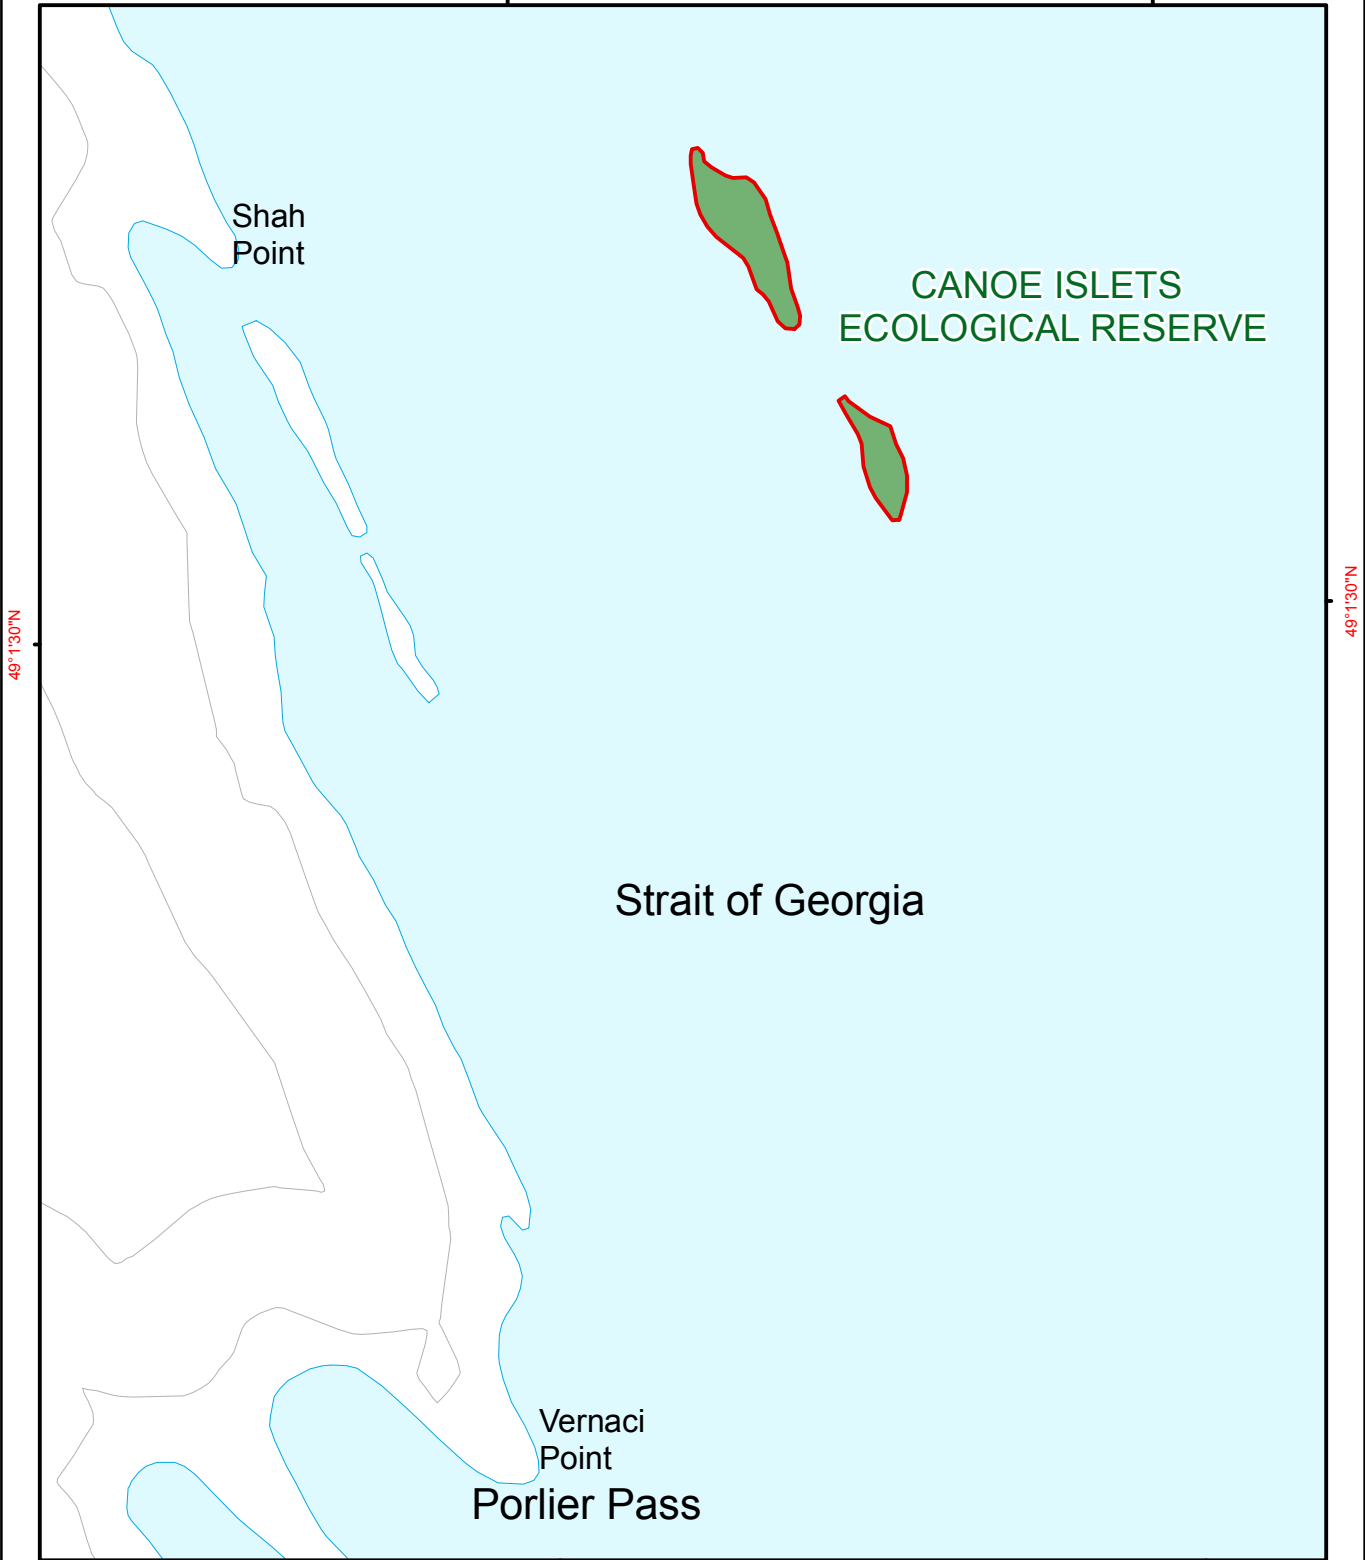 Shah
Point
CANOE ISLETS
ECOLOGICAL RESERVE
49°1'30"N
49°1'30"N
Strait of Georgia
Vernaci
Point
Porlier Pass